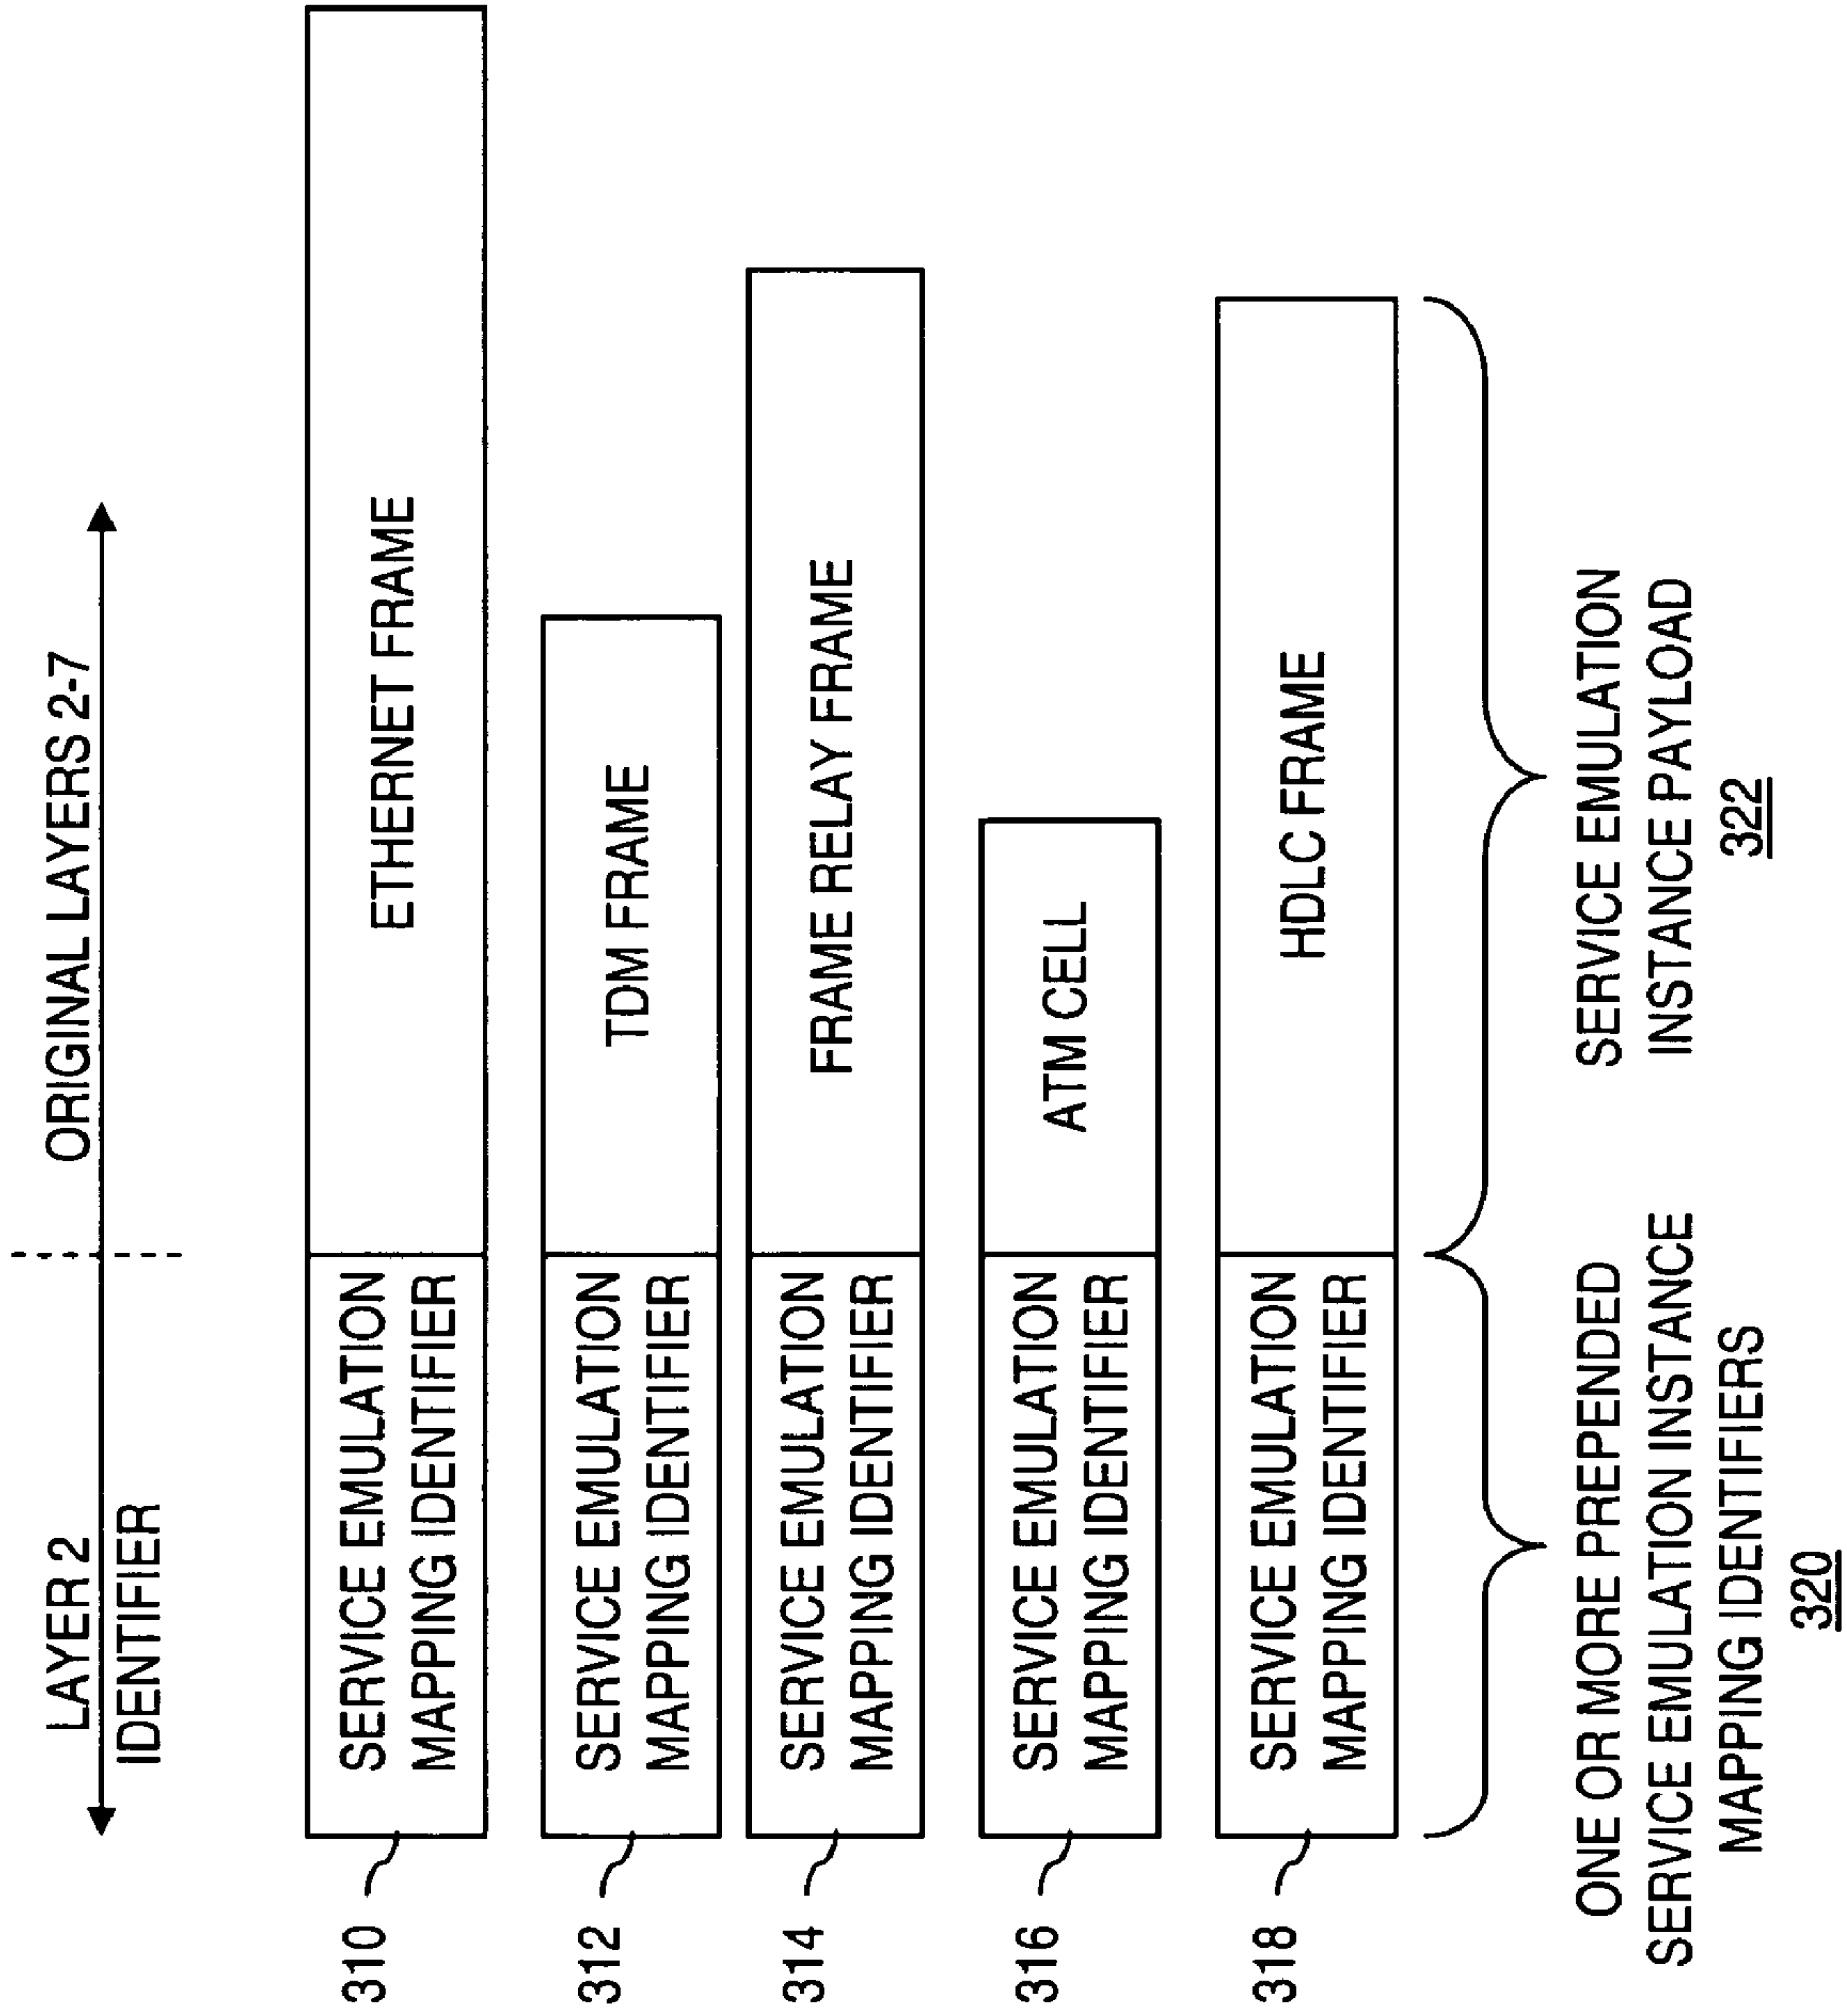 LAYER 2
IDENTIFIER
ORIGINAL LAYERS 2-7
310
SERVICE EMULATION
MAPPING IDENTIFIER
ETHERNET FRAME
312
SERVICE EMULATION
MAPPING IDENTIFIER
TDM FRAME
314
SERVICE EMULATION
MAPPING IDENTIFIER
FRAME RELAY FRAME
316
SERVICE EMULATION
MAPPING IDENTIFIER
ATM CELL
318
SERVICE EMULATION
MAPPING IDENTIFIER
HDLC FRAME
ONE OR MORE PREPENDED
SERVICE EMULATION INSTANCE
MAPPING IDENTIFIERS
320
SERVICE EMULATION
INSTANCE PAYLOAD
322